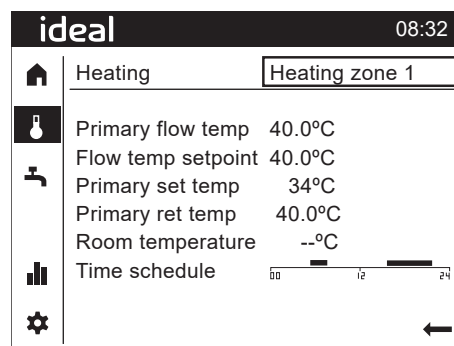 ideal 08:32
Heating Heating zone 1
Primary flow temp 40.0ºC
Flow temp setpoint 40.0ºC
Primary set temp 34ºC
Primary ret temp 40.0ºC
Room temperature --ºC
Time schedule
00 12 24